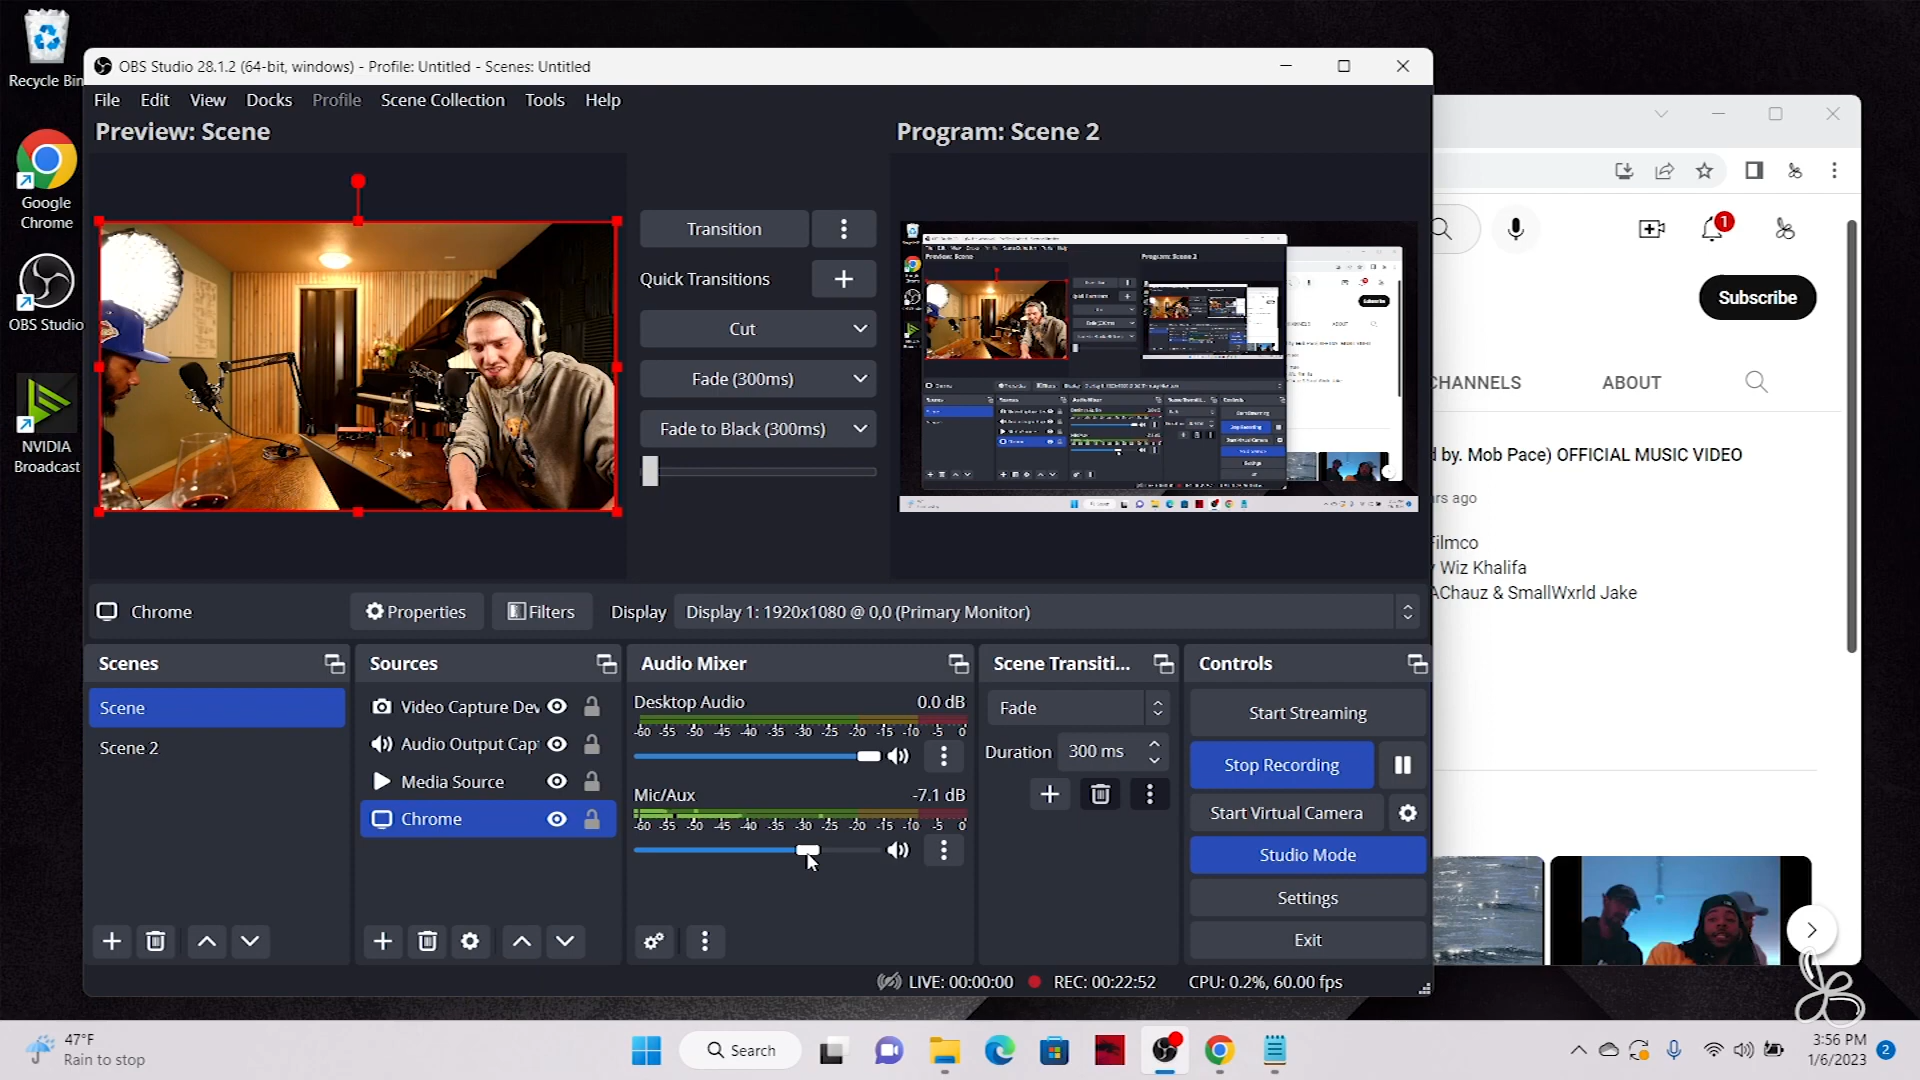 Recycle Bin
Google
Chrome
OBS Studio
NVIDIA
Broadcast
OBS Studio 28.1.2 (64-bit, windows) - Profile: Untitled - Scenes: Untitled
File Edit View Docks Profile Scene Collection Tools Help
Preview: Scene
Program: Scene 2
Transition
Quick Transitions
Cut
Fade (300ms)
Fade to Black (300ms)
Chrome
Properties
Filters
Display
Display 1: 1920x1080 @ 0,0 (Primary Monitor)
Scenes
Scene
Scene 2
Sources
Video Capture Dev
Audio Output Cap
Media Source
Chrome
Audio Mixer
Desktop Audio 0.0 dB
-60 -55 -50 -45 -40 -35 -30 -25 -20 -15 -10 -5 0
Mic/Aux -7.1 dB
-60 -55 -50 -45 -40 -35 -30 -25 -20 -15 -10 -5 0
Scene Transiti...
Fade
Duration 300 ms
Controls
Start Streaming
Stop Recording
Start Virtual Camera
Studio Mode
Settings
Exit
LIVE: 00:00:00 REC: 00:22:52 CPU: 0.2%, 60.00 fps
1
Subscribe
CHANNELS ABOUT
d by. Mob Pace) OFFICIAL MUSIC VIDEO
rs ago
Filmco
y Wiz Khalifa
AChauz & SmallWxrld Jake
47°F
Rain to stop
Search
3:56 PM
1/6/2023
2